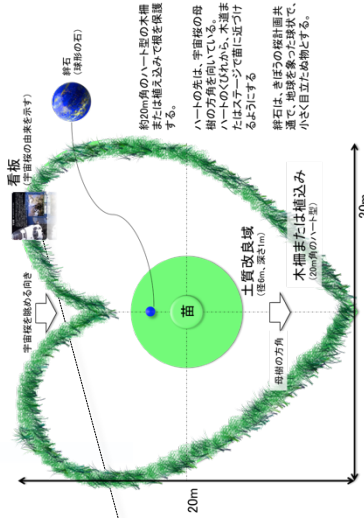 看板
（宇宙桜の由来を示す）
絆石
（球形の石）
約20m角のハート型の木柵
または植え込みで根を保護
する。
ハートの先は、宇宙桜の母
樹の方角を向いている。
ハートのくびれから、木道ま
たはステージで苗に近づけ
るようにする
絆石は、きぼうの桜計画共
通で、地球を象った球状で、
小さく目立たぬ物とする。
宇宙桜を眺める向き
苗
土質改良域
（径6m、深さ1m）
木柵または植込み
（20m角のハート型）
母樹の方角
20m
20m